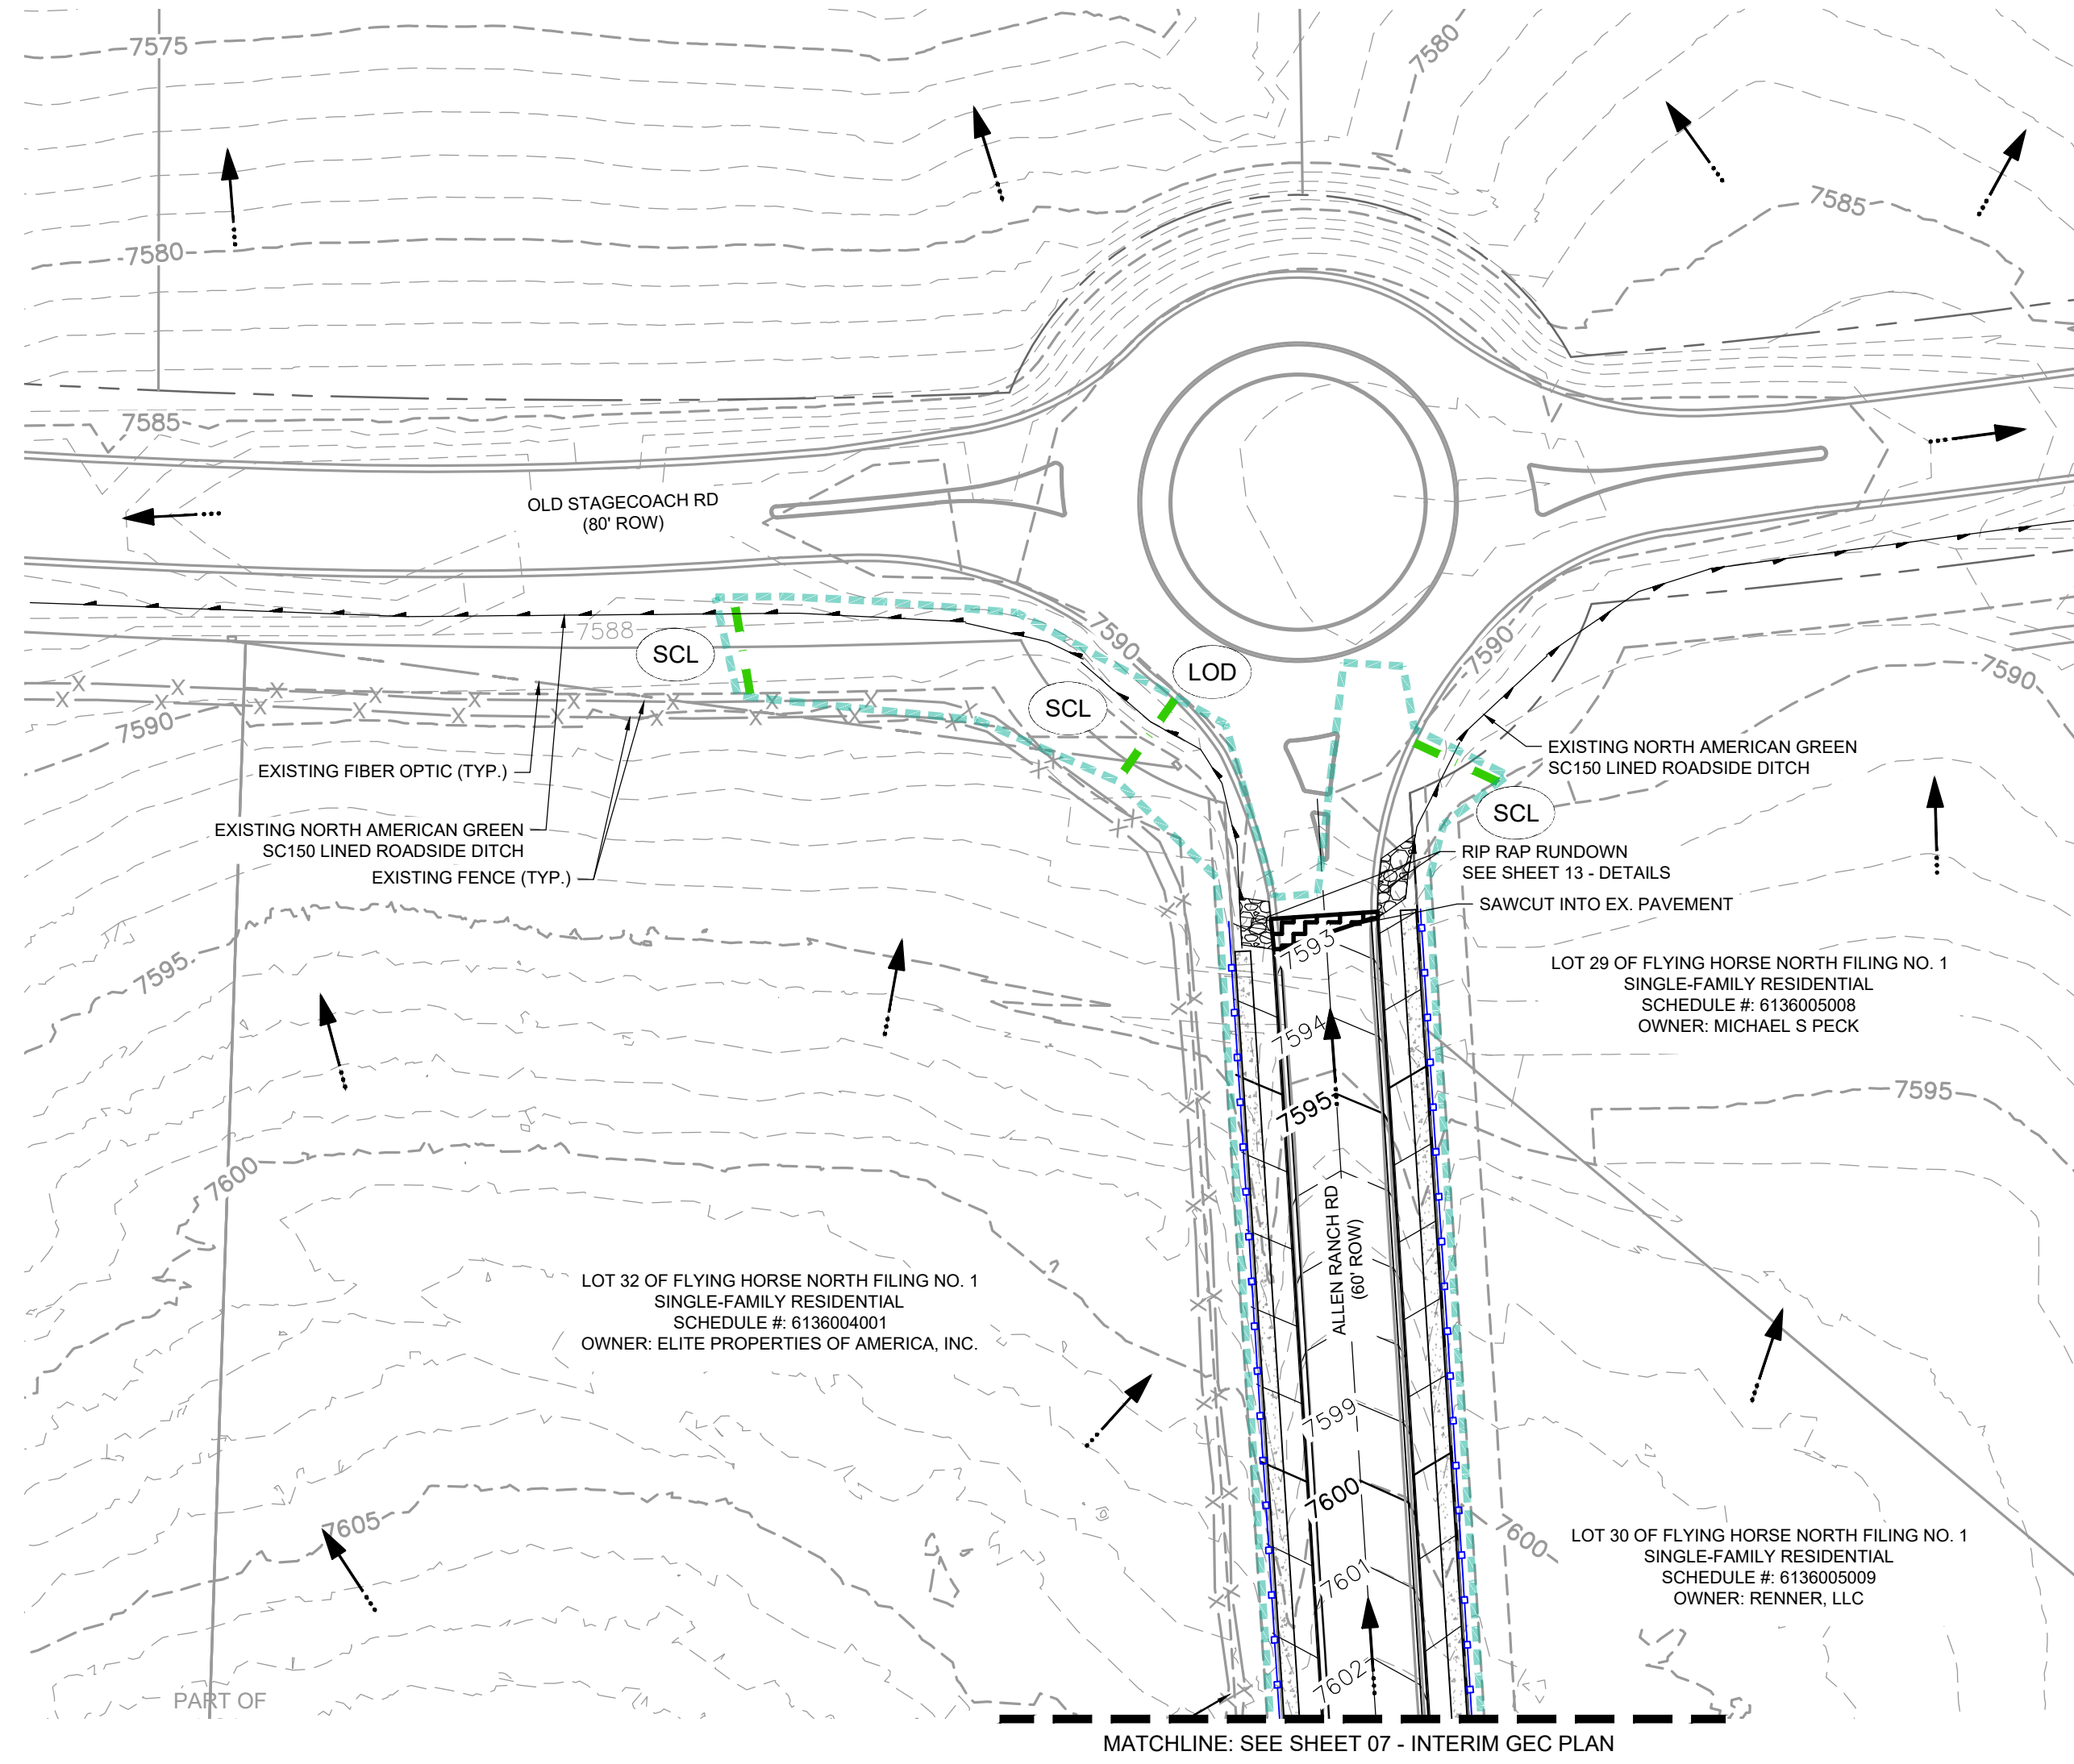 7575
7580
7580
7585
7585
OLD STAGECOACH RD
(80' ROW)
7588
SCL
7590
LOD
SCL
7590
7590
7590
EXISTING FIBER OPTIC (TYP.)
EXISTING NORTH AMERICAN GREEN
SC150 LINED ROADSIDE DITCH
SCL
EXISTING NORTH AMERICAN GREEN
SC150 LINED ROADSIDE DITCH
EXISTING FENCE (TYP.)
RIP RAP RUNDOWN
SEE SHEET 13 - DETAILS
SAWCUT INTO EX. PAVEMENT
7593
7595
LOT 29 OF FLYING HORSE NORTH FILING NO. 1
SINGLE-FAMILY RESIDENTIAL
SCHEDULE #: 6136005008
OWNER: MICHAEL S PECK
7594
7595
7595
7600
ALLEN RANCH RD
(60' ROW)
LOT 32 OF FLYING HORSE NORTH FILING NO. 1
SINGLE-FAMILY RESIDENTIAL
SCHEDULE #: 6136004001
OWNER: ELITE PROPERTIES OF AMERICA, INC.
7599
7600
7605
7600
LOT 30 OF FLYING HORSE NORTH FILING NO. 1
SINGLE-FAMILY RESIDENTIAL
SCHEDULE #: 6136005009
OWNER: RENNER, LLC
7601
7602
PART OF
MATCHLINE: SEE SHEET 07 - INTERIM GEC PLAN